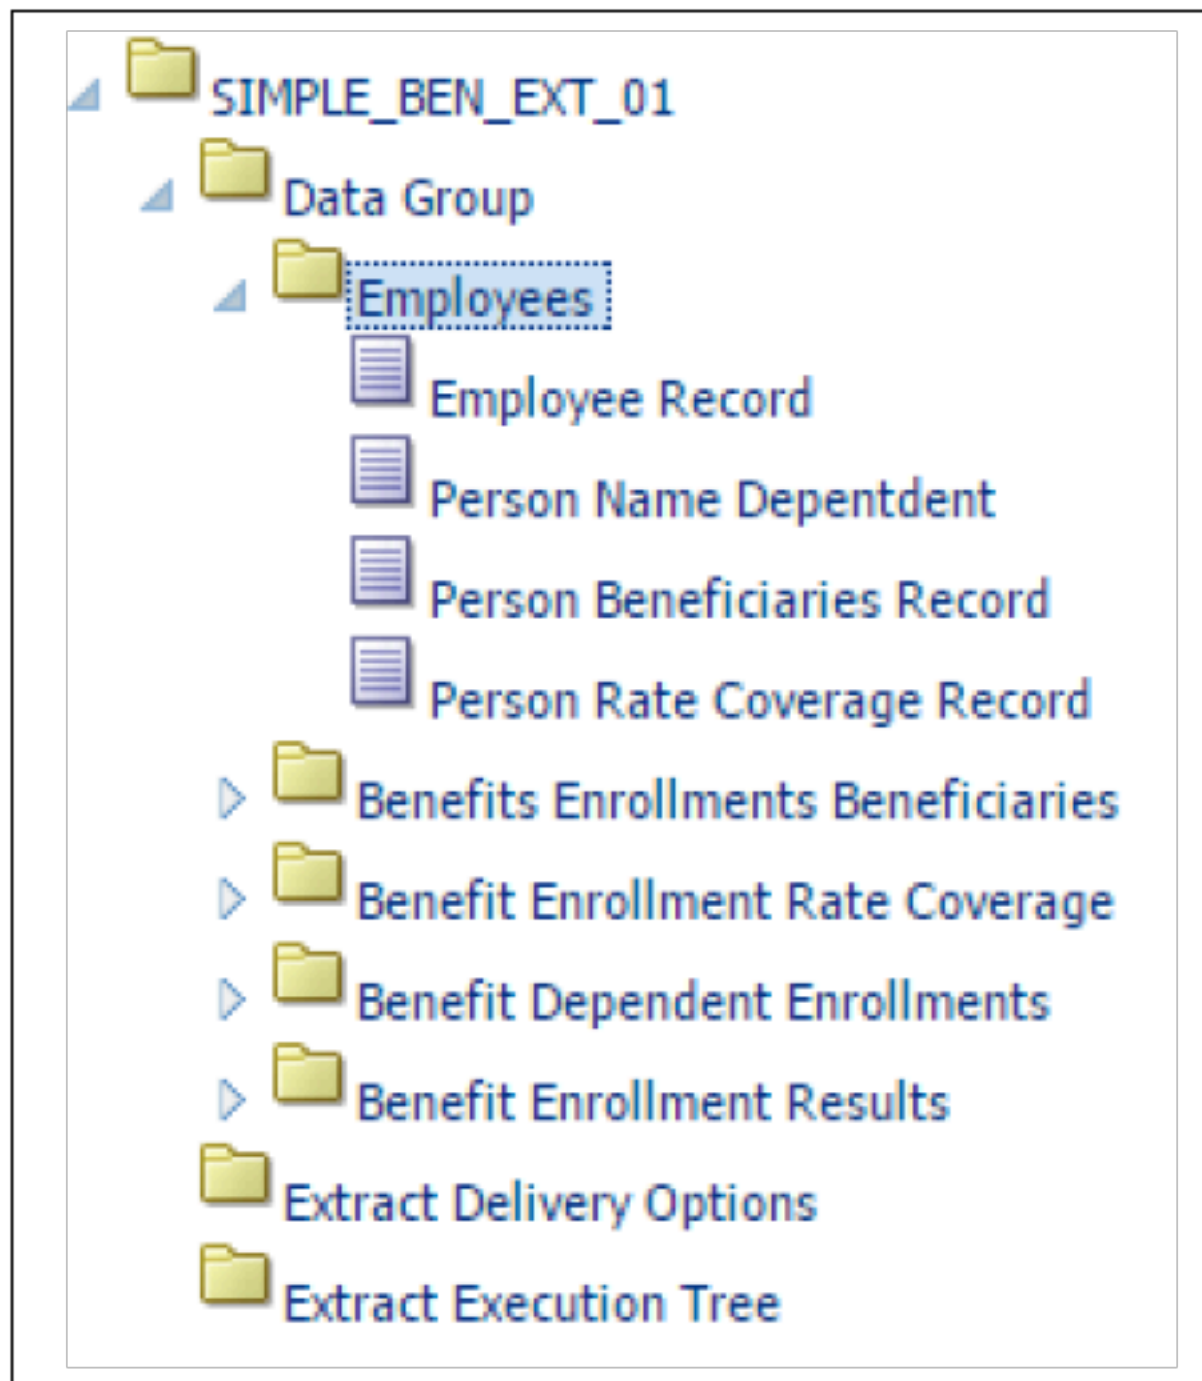 SIMPLE_BEN_EXT_01
Data Group
Employees
Employee Record
Person Name Depentdent
Person Beneficiaries Record
Person Rate Coverage Record
Benefits Enrollments Beneficiaries
Benefit Enrollment Rate Coverage
Benefit Dependent Enrollments
Benefit Enrollment Results
Extract Delivery Options
Extract Execution Tree